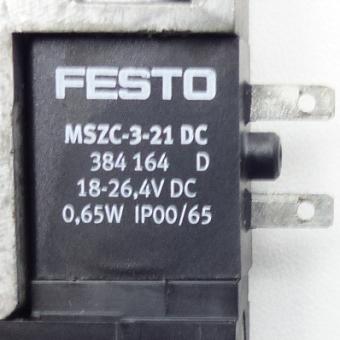 FESTO
MSZC-3-21 DC
384 164 D
18-26,4V DC
0,65W IP00/65